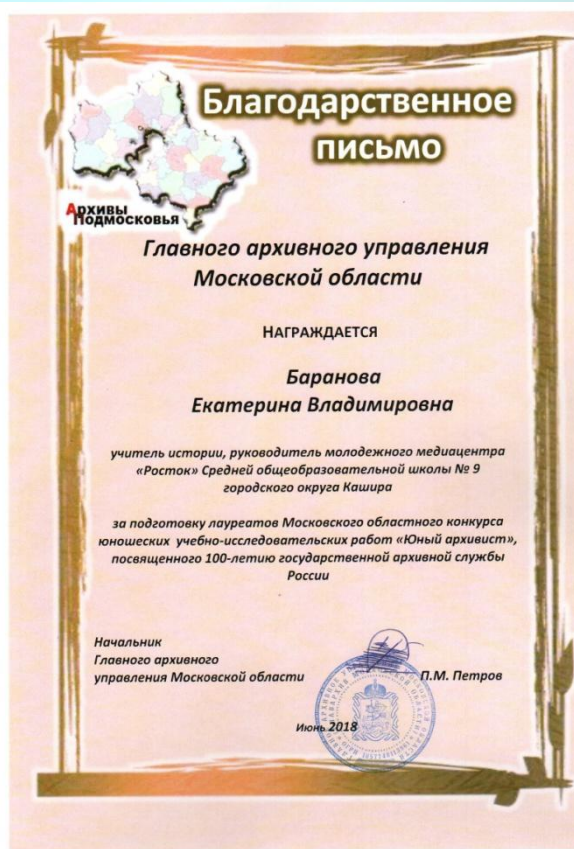 Благодарственное
письмо
Архивы
Подмосковья
Главного архивного управления
Московской области
НАГРАЖДАЕТСЯ
Баранова
Екатерина Владимировна
учитель истории, руководитель молодежного медиацентра
«Росток» Средней общеобразовательной школы № 9
городского округа Кашира
за подготовку лауреатов Московского областного конкурса
юношеских учебно-исследовательских работ «Юный архивист»,
посвященного 100-летию государственной архивной службы
России
Начальник
Главного архивного
управления Московской области
П.М. Петров
Июнь 2018